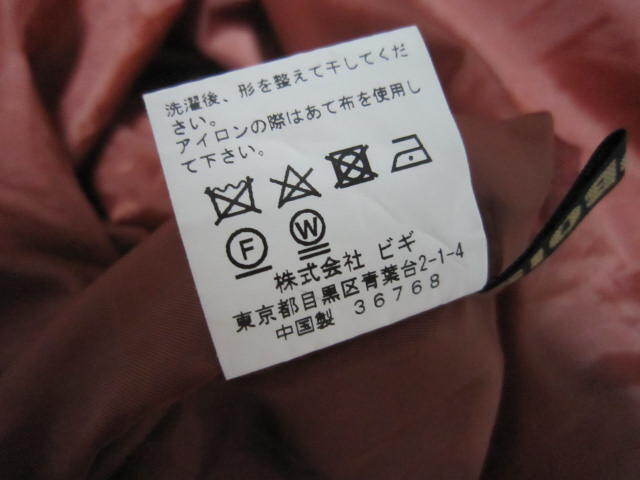 洗濯後、形を整えて干してくだ
さい。
アイロンの際はあて布を使用し
て下さい。
F W
株式会社 ビギ
東京都目黒区青葉台2-1-4
中国製 36768